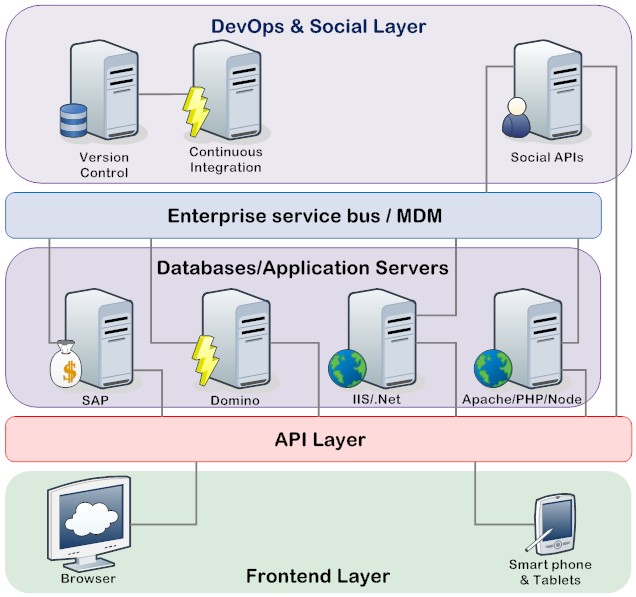 DevOps & Social Layer
Version
Control
Continuous
Integration
Social APIs
Enterprise service bus / MDM
Databases/Application Servers
$
SAP
Domino
IIS/.Net
Apache/PHP/Node
API Layer
Browser
Smart phone
& Tablets
Frontend Layer